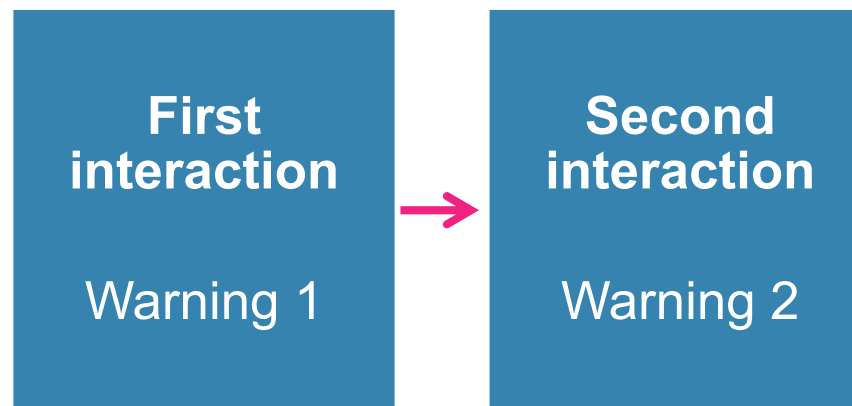 First
interaction
Warning 1
Second
interaction
Warning 2